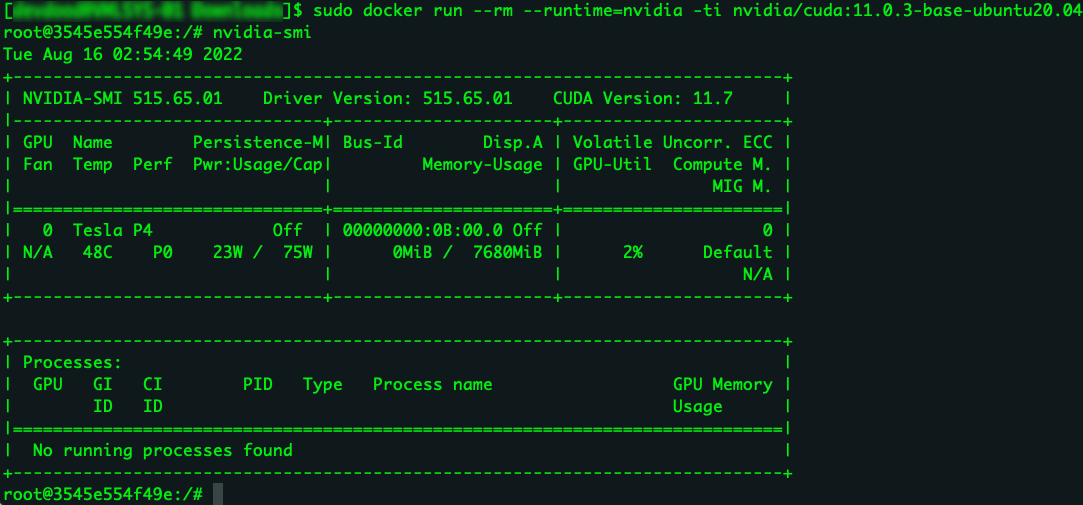 ]$ sudo docker run --rm --runtime=nvidia -ti nvidia/cuda:11.0.3-base-ubuntu20.04
root@3545e554f49e:/# nvidia-smi
Tue Aug 16 02:54:49 2022
+-----------------------------------------------------------------------------+
| NVIDIA-SMI 515.65.01    Driver Version: 515.65.01    CUDA Version: 11.7     |
|-------------------------------+----------------------+----------------------+
| GPU  Name        Persistence-M| Bus-Id        Disp.A | Volatile Uncorr. ECC |
| Fan  Temp  Perf  Pwr:Usage/Cap|         Memory-Usage | GPU-Util  Compute M. |
|                               |                      |               MIG M. |
|===============================+======================+======================|
|   0  Tesla P4            Off  | 00000000:0B:00.0 Off |                    0 |
| N/A   48C    P0    23W /  75W |      0MiB /  7680MiB |      2%      Default |
|                               |                      |                  N/A |
+-------------------------------+----------------------+----------------------+
+-----------------------------------------------------------------------------+
| Processes:                                                                  |
|  GPU   GI   CI        PID   Type   Process name                  GPU Memory |
|        ID   ID                                                   Usage      |
|=============================================================================|
|  No running processes found                                                 |
+-----------------------------------------------------------------------------+
root@3545e554f49e:/#